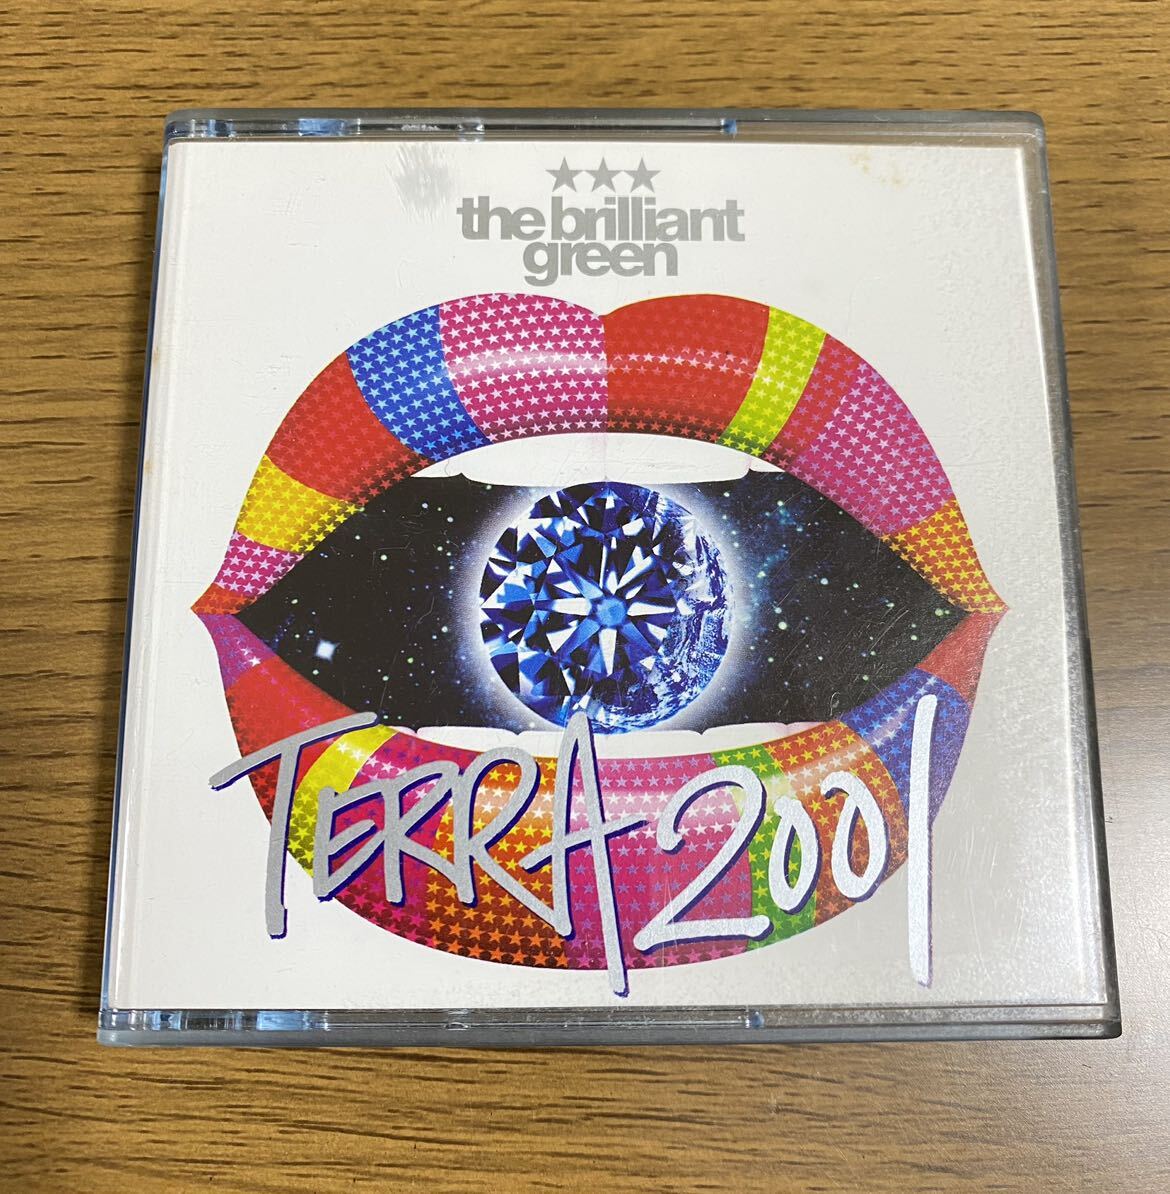 the brilliant
green
TERRA 2001